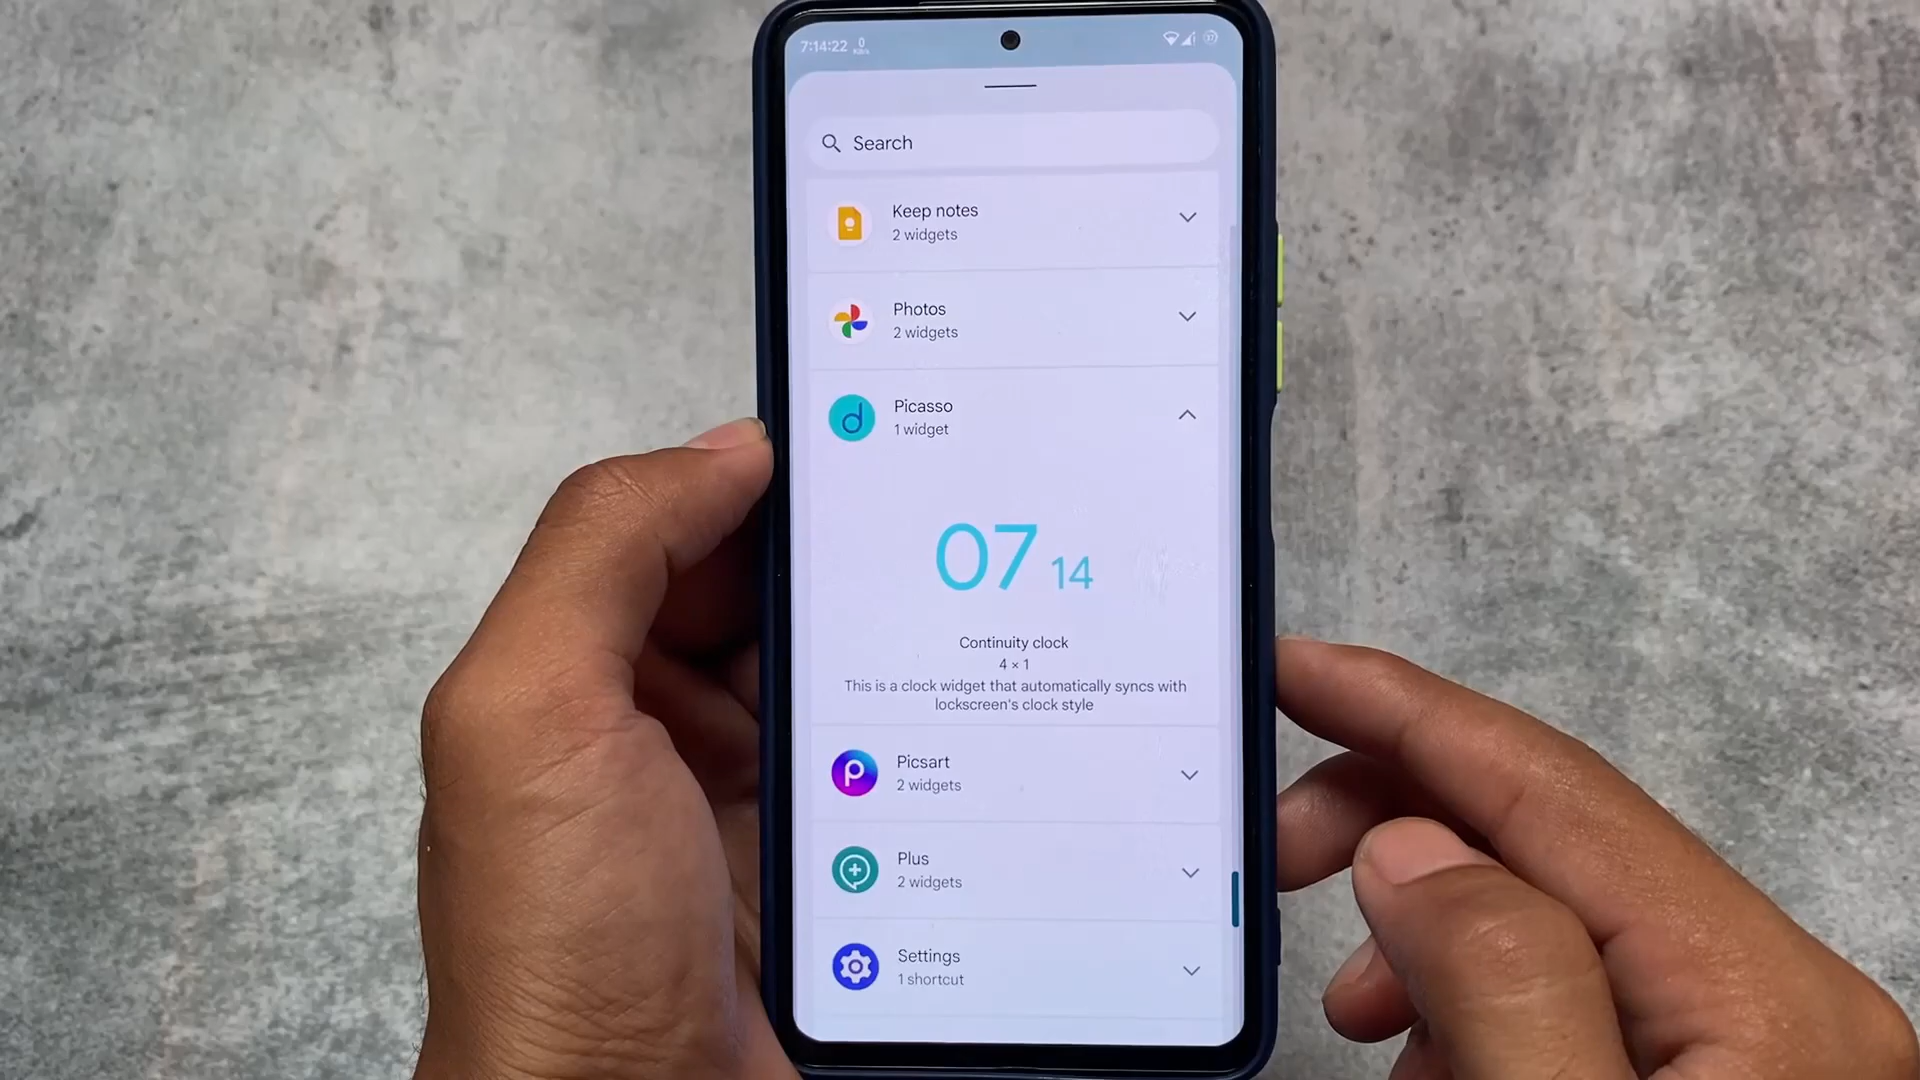 7:14:22 0
37
Search
Keep notes
2 widgets
Photos
2 widgets
Picasso
1 widget
07 14
Continuity clock
4 × 1
This is a clock widget that automatically syncs with
lockscreen's clock style
Picsart
2 widgets
Plus
2 widgets
Settings
1 shortcut